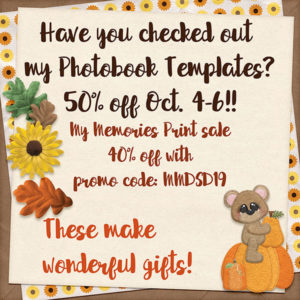 Have you checked out
my Photobook Templates?
50% off Oct. 4-6!!
My Memories Print sale
40% off with
promo code: MMDSD19
These make
wonderful gifts!